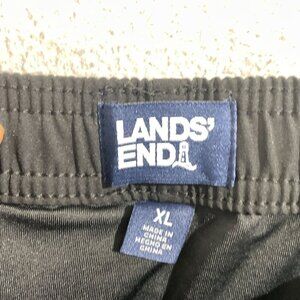 LANDS'
END
XL
MADE IN
CHINA
HECHO EN
CHINA